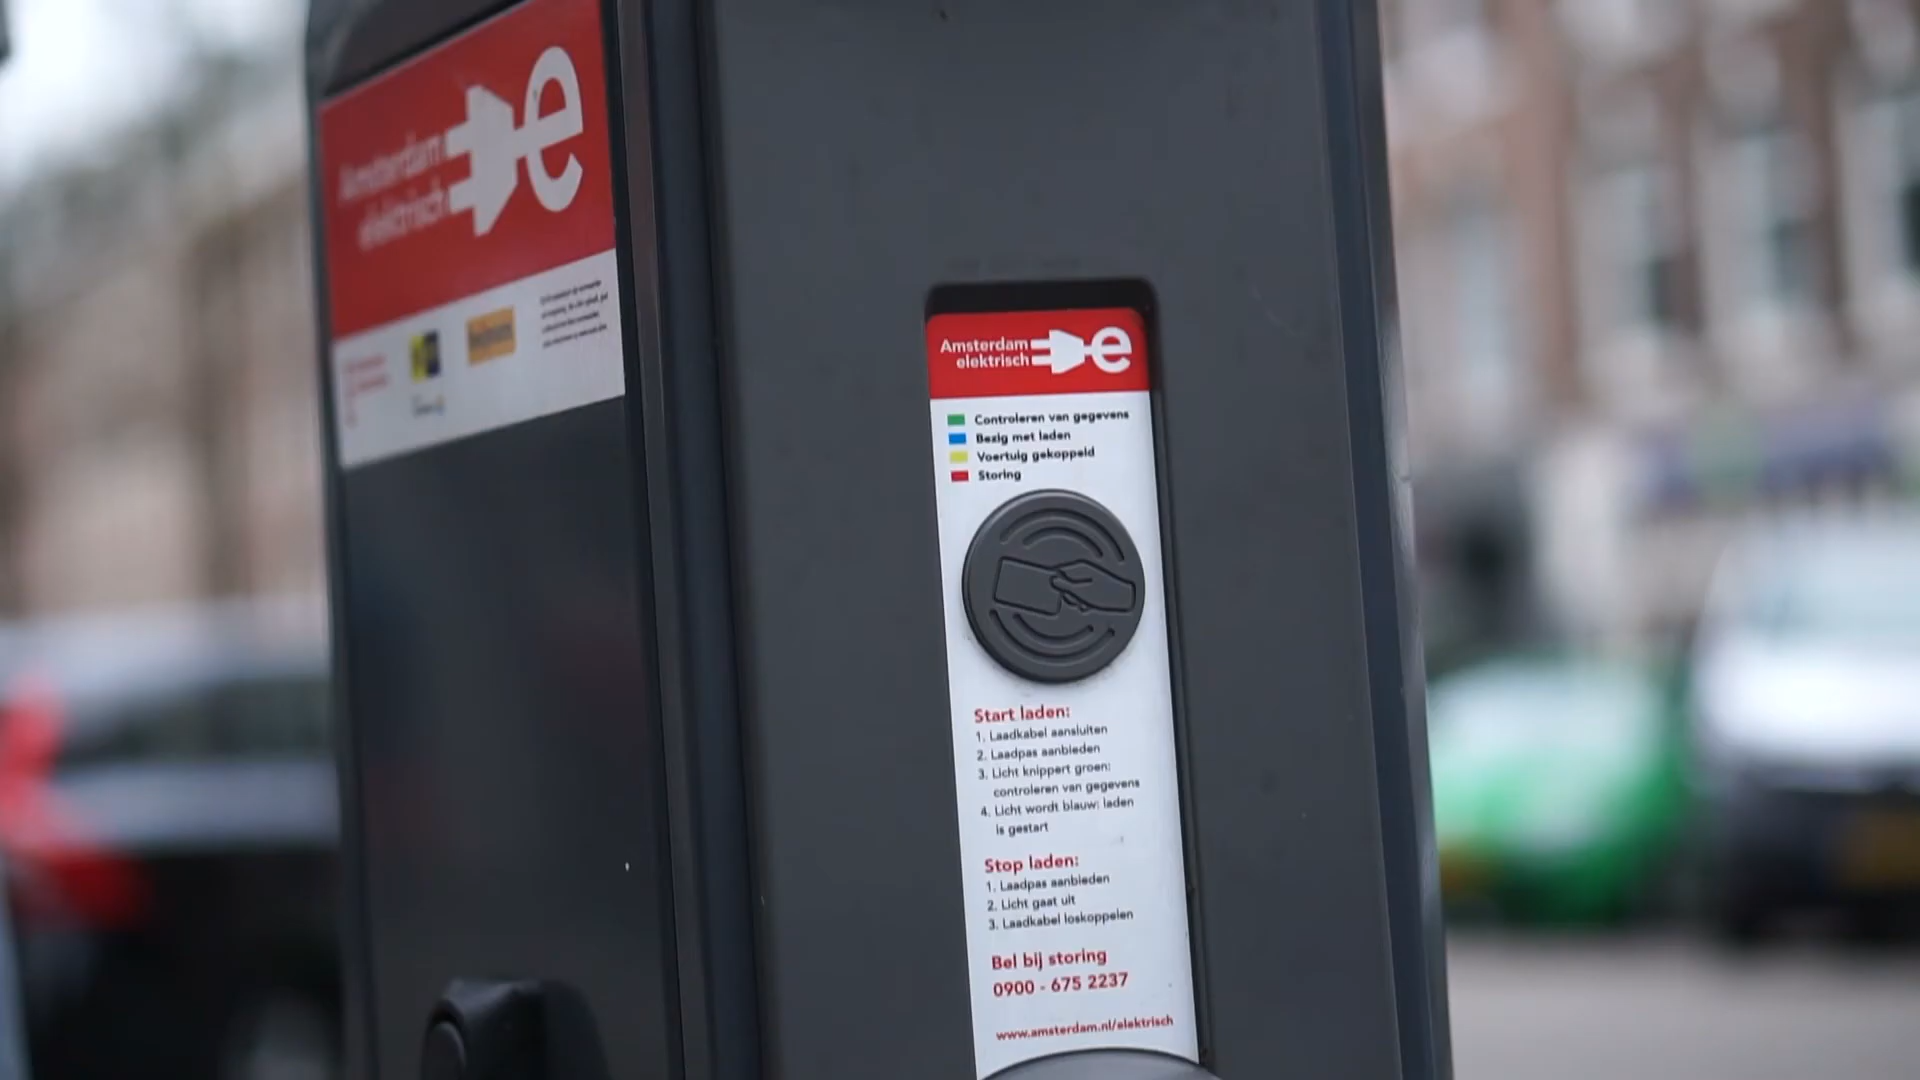 Amsterdam
elektrisch
e
Amsterdam
elektrisch
e
Controleren van gegevens
Bezig met laden
Voertuig gekoppeld
Storing
Start laden:
1. Laadkabel aansluiten
2. Laadpas aanbieden
3. Licht knippert groen:
controleren van gegevens
4. Licht wordt blauw: laden
is gestart
Stop laden:
1. Laadpas aanbieden
2. Licht gaat uit
3. Laadkabel loskoppelen
Bel bij storing
0900 - 675 2237
www.amsterdam.nl/elektrisch